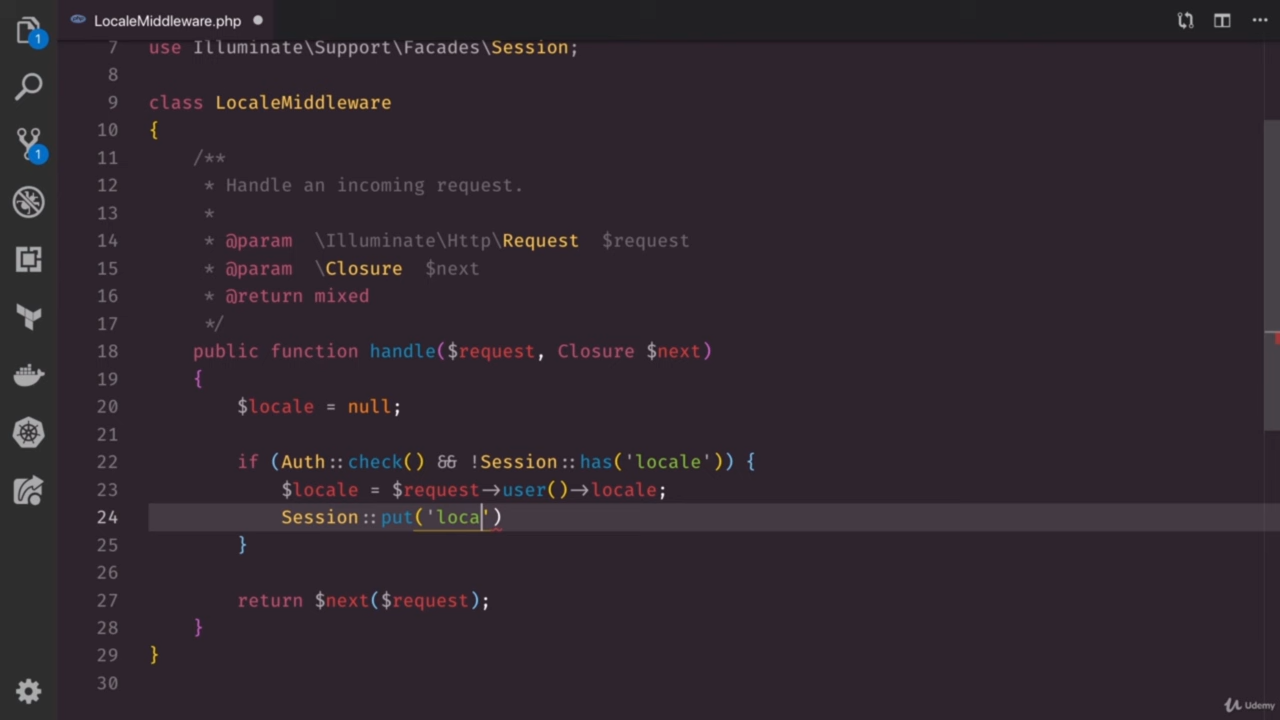 1
1
LocaleMiddleware.php
7 use Illuminate\Support\Facades\Session;
8
9 class LocaleMiddleware
10 {
11     /**
12      * Handle an incoming request.
13      *
14      * @param  \Illuminate\Http\Request  $request
15      * @param  \Closure  $next
16      * @return mixed
17      */
18     public function handle($request, Closure $next)
19     {
20         $locale = null;
21
22         if (Auth::check() && !Session::has('locale')) {
23             $locale = $request->user()->locale;
24             Session::put('loca')
25         }
26
27         return $next($request);
28     }
29 }
30
Udemy